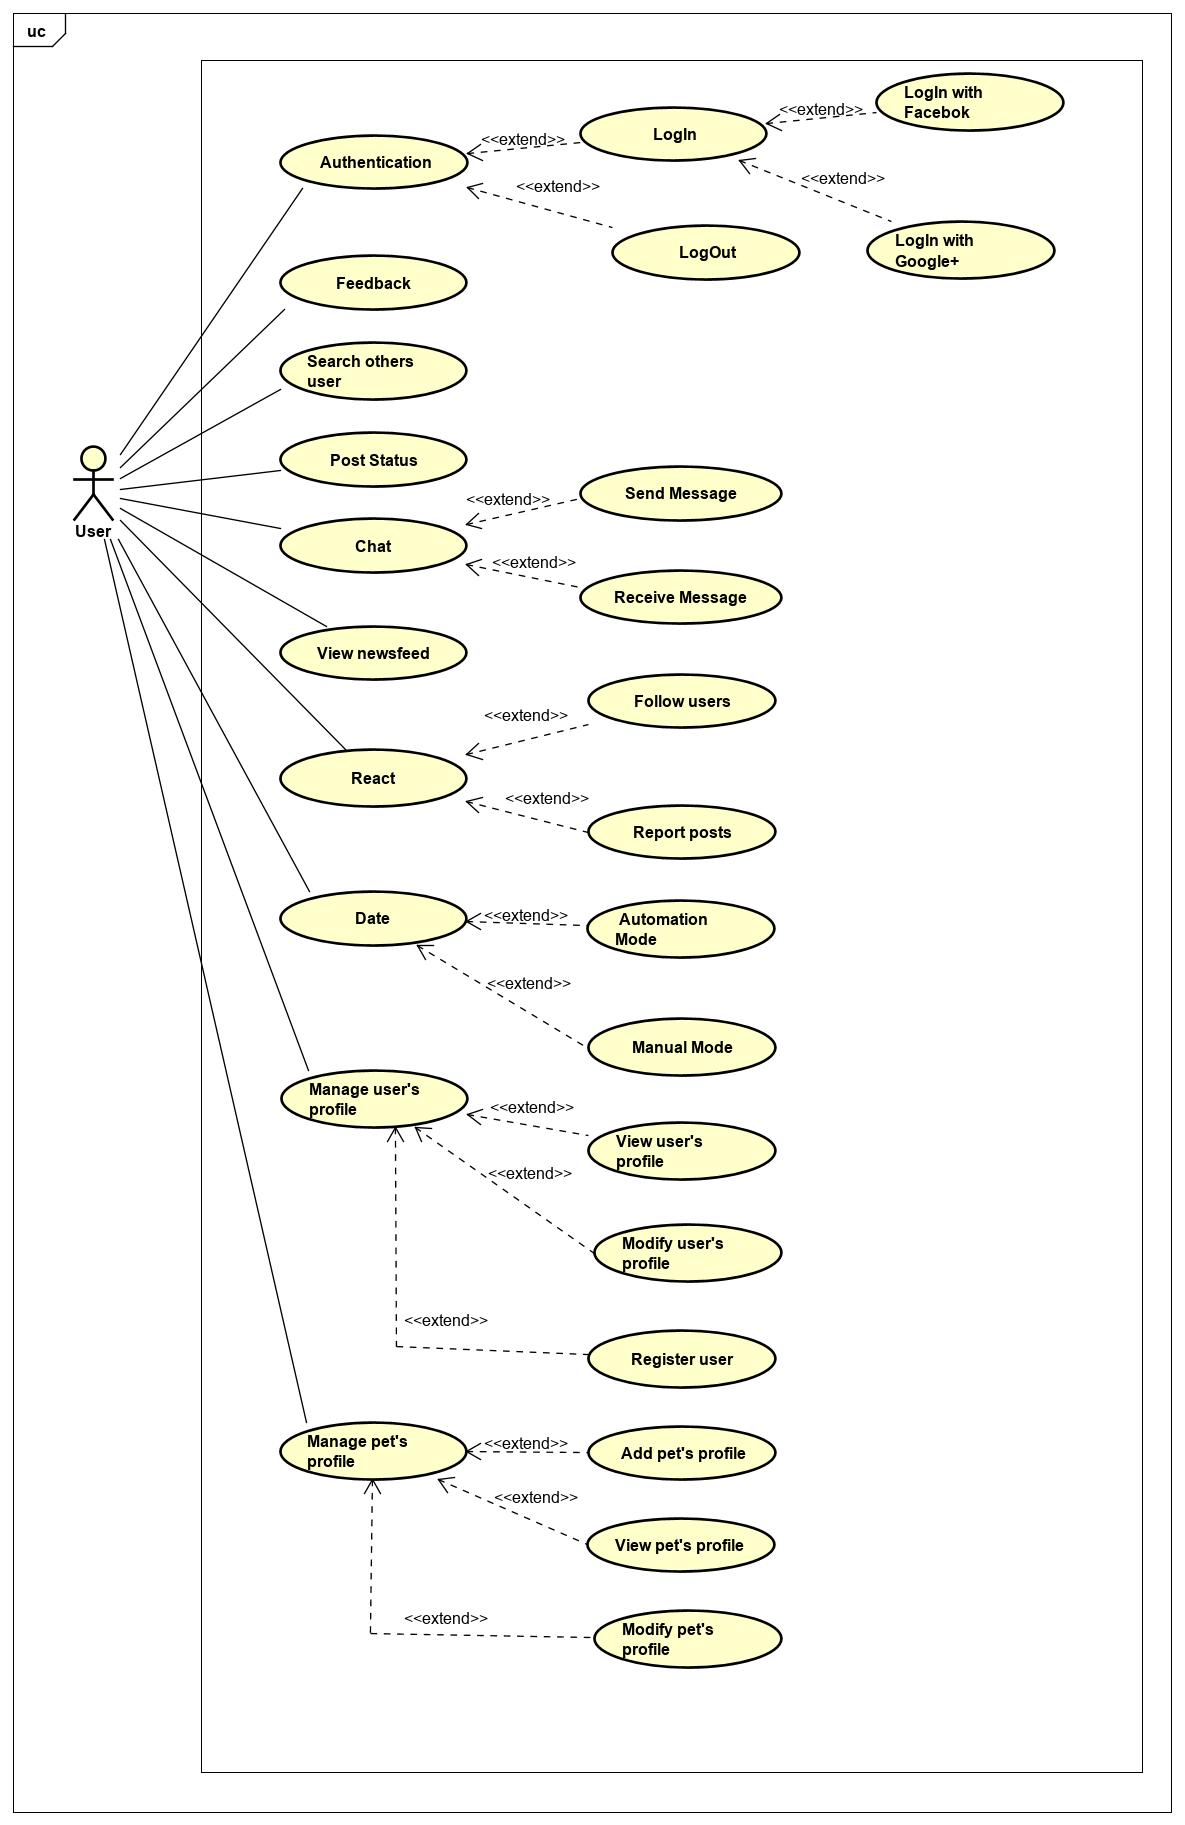 uc
LogIn with
Facebok
<<extend>>
LogIn
<<extend>>
Authentication
<<extend>>
<<extend>>
LogIn with
Google+
LogOut
Feedback
Search others
user
Post Status
Send Message
<<extend>>
User
Chat
<<extend>>
Receive Message
View newsfeed
Follow users
<<extend>>
React
<<extend>>
Report posts
Date
<<extend>>
Automation
Mode
<<extend>>
Manual Mode
Manage user's
profile
<<extend>>
View user's
profile
<<extend>>
Modify user's
profile
<<extend>>
Register user
Manage pet's
profile
<<extend>>
Add pet's profile
<<extend>>
View pet's profile
<<extend>>
Modify pet's
profile